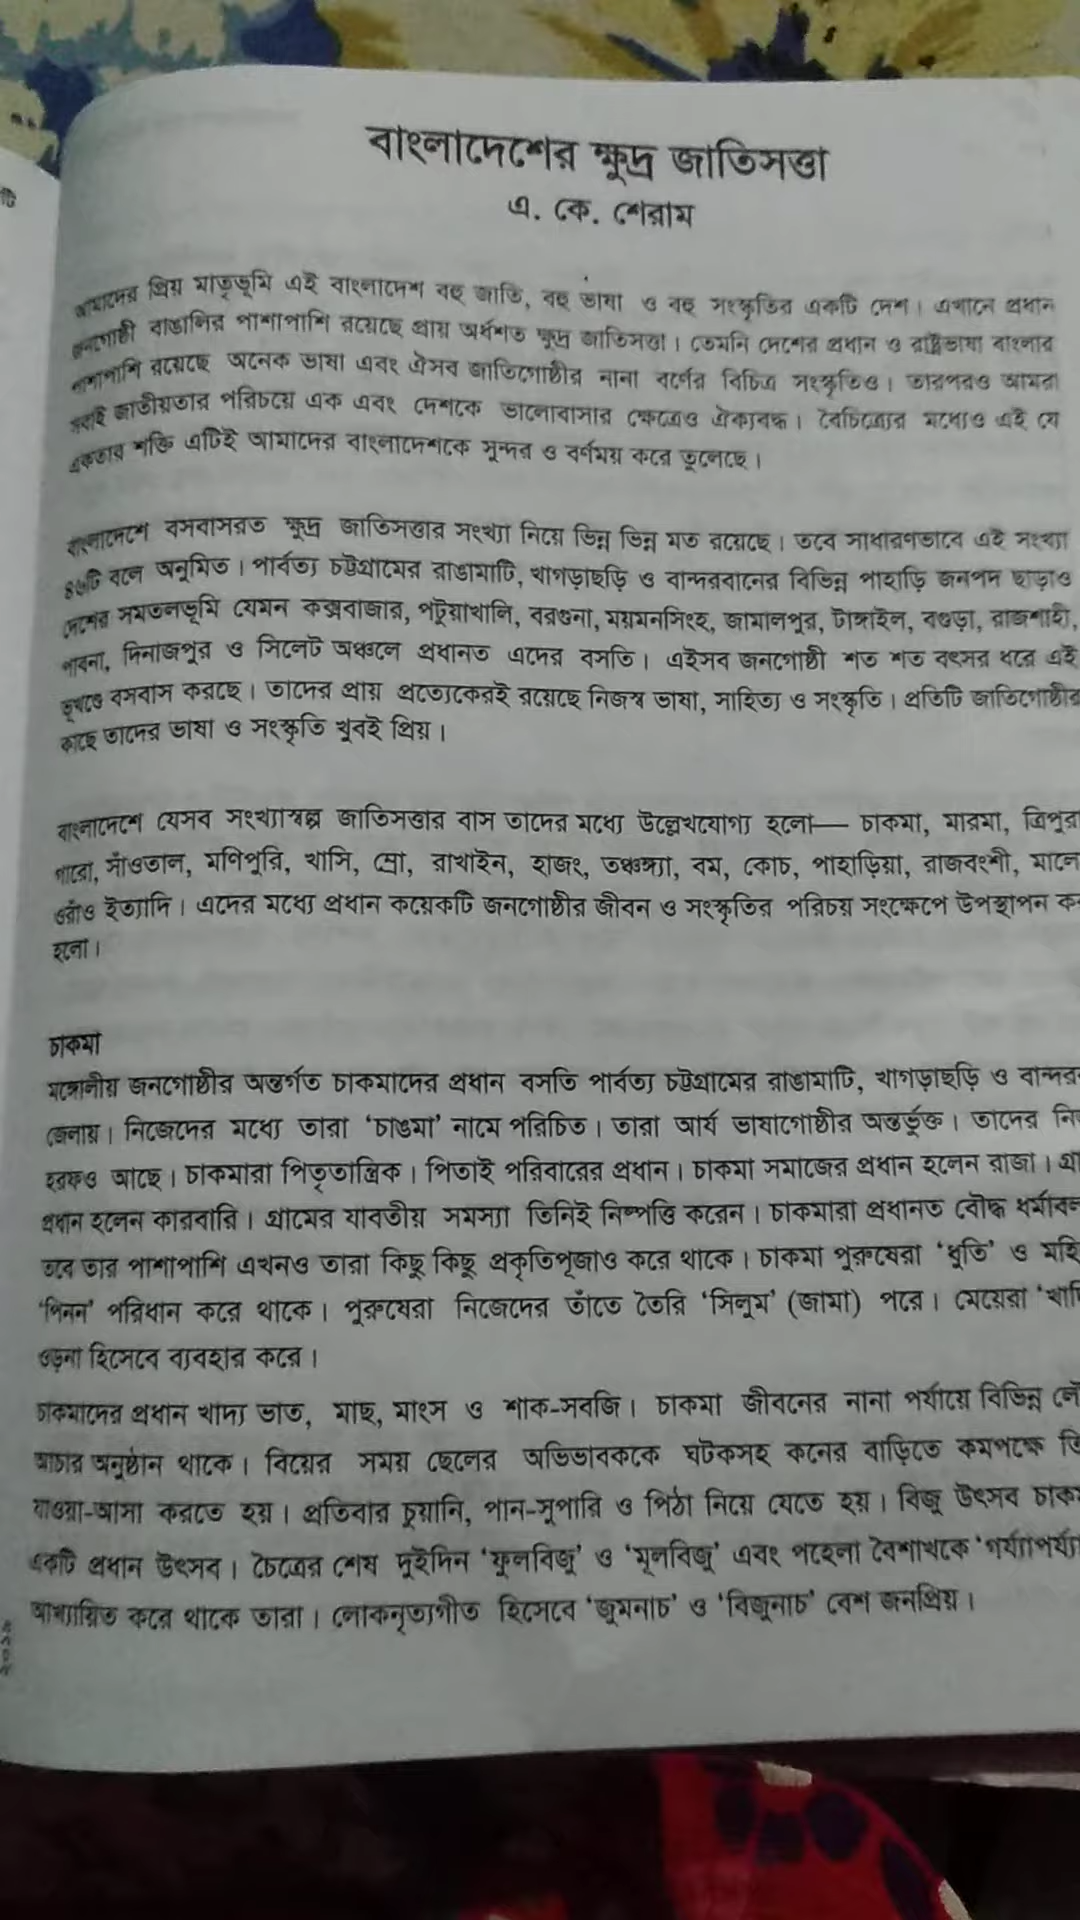 বাংলাদেশের ক্ষুদ্র জাতিসত্তা
এ. কে. শেরাম
আমাদের প্রিয় মাতৃভূমি এই বাংলাদেশ বহু জাতি, বহু ভাষা ও বহু সংস্কৃতির একটি দেশ। এখানে প্রধান
জনগোষ্ঠী বাঙালির পাশাপাশি রয়েছে প্রায় অর্ধশত ক্ষুদ্র জাতিসত্তা। তেমনি দেশের প্রধান ও রাষ্ট্রভাষা বাংলার
পাশাপাশি রয়েছে অনেক ভাষা এবং ঐসব জাতিগোষ্ঠীর নানা বর্ণের বিচিত্র সংস্কৃতিও। তারপরও আমরা
সবাই জাতীয়তার পরিচয়ে এক এবং দেশকে ভালোবাসার ক্ষেত্রেও ঐক্যবদ্ধ। বৈচিত্র্যের মধ্যেও এই যে
একতার শক্তি এটিই আমাদের বাংলাদেশকে সুন্দর ও বর্ণময় করে তুলেছে।
বাংলাদেশে বসবাসরত ক্ষুদ্র জাতিসত্তার সংখ্যা নিয়ে ভিন্ন ভিন্ন মত রয়েছে। তবে সাধারণভাবে এই সংখ্যা
৪৬টি বলে অনুমিত। পার্বত্য চট্টগ্রামের রাঙামাটি, খাগড়াছড়ি ও বান্দরবানের বিভিন্ন পাহাড়ি জনপদ ছাড়াও
দেশের সমতলভূমি যেমন কক্সবাজার, পটুয়াখালি, বরগুনা, ময়মনসিংহ, জামালপুর, টাঙ্গাইল, বগুড়া, রাজশাহী,
পাবনা, দিনাজপুর ও সিলেট অঞ্চলে প্রধানত এদের বসতি। এইসব জনগোষ্ঠী শত শত বৎসর ধরে এই
ভূখণ্ডে বসবাস করছে। তাদের প্রায় প্রত্যেকেরই রয়েছে নিজস্ব ভাষা, সাহিত্য ও সংস্কৃতি। প্রতিটি জাতিগোষ্ঠীর
কাছে তাদের ভাষা ও সংস্কৃতি খুবই প্রিয়।
বাংলাদেশে যেসব সংখ্যাস্বল্প জাতিসত্তার বাস তাদের মধ্যে উল্লেখযোগ্য হলো— চাকমা, মারমা, ত্রিপুরা
গারো, সাঁওতাল, মণিপুরি, খাসি, ম্রো, রাখাইন, হাজং, তঞ্চঙ্গ্যা, বম, কোচ, পাহাড়িয়া, রাজবংশী, মালো
ওরাঁও ইত্যাদি। এদের মধ্যে প্রধান কয়েকটি জনগোষ্ঠীর জীবন ও সংস্কৃতির পরিচয় সংক্ষেপে উপস্থাপন
হলো।
চাকমা
মঙ্গোলীয় জনগোষ্ঠীর অন্তর্গত চাকমাদের প্রধান বসতি পার্বত্য চট্টগ্রামের রাঙামাটি, খাগড়াছড়ি ও বান্দর
জেলায়। নিজেদের মধ্যে তারা ‘চাঙমা’ নামে পরিচিত। তারা আর্য ভাষাগোষ্ঠীর অন্তর্ভুক্ত। তাদের
হরফও আছে। চাকমারা পিতৃতান্ত্রিক। পিতাই পরিবারের প্রধান। চাকমা সমাজের প্রধান হলেন রাজা।
প্রধান হলেন কারবারি। গ্রামের যাবতীয় সমস্যা তিনিই নিষ্পত্তি করেন। চাকমারা প্রধানত বৌদ্ধ
তবে তার পাশাপাশি এখনও তারা কিছু কিছু প্রকৃতিপূজাও করে থাকে। চাকমা পুরুষেরা ‘ধুতি’ ও
‘পিনন’ পরিধান করে থাকে। পুরুষেরা নিজেদের তাঁতে তৈরি ‘সিলুম’ (জামা) পরে। মেয়েরা
ওড়না হিসেবে ব্যবহার করে।
চাকমাদের প্রধান খাদ্য ভাত, মাছ, মাংস ও শাক-সবজি। চাকমা জীবনের নানা পর্যায়ে বিভিন্ন
আচার অনুষ্ঠান থাকে। বিয়ের সময় ছেলের অভিভাবককে ঘটকসহ কনের বাড়িতে কমপক্ষে
যাওয়া-আসা করতে হয়। প্রতিবার চুয়ানি, পান-সুপারি ও পিঠা নিয়ে যেতে হয়। বিজু উৎসব
একটি প্রধান উৎসব। চৈত্রের শেষ দুইদিন ‘ফুলবিজু’ ও ‘মূলবিজু’ এবং পহেলা বৈশাখকে ‘গর্য্যাপর্য্যা
আখ্যায়িত করে থাকে তারা। লোকনৃত্যগীত হিসেবে ‘জুমনাচ’ ও ‘বিজুনাচ’ বেশ জনপ্রিয়।